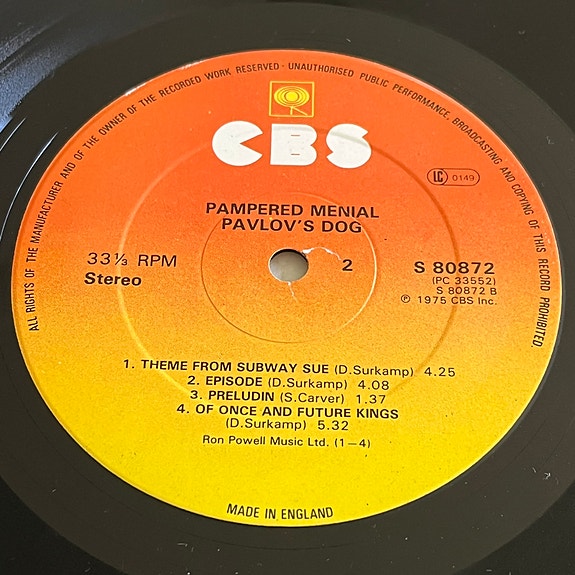 ALL RIGHTS OF THE MANUFACTURER AND OF THE OWNER OF THE RECORDED WORK RESERVED · UNAUTHORISED PUBLIC PERFORMANCE, BROADCASTING AND COPYING OF THIS RECORD PROHIBITED
CBS
LC 0149
PAMPERED MENIAL
PAVLOV'S DOG
33⅓ RPM
Stereo
2
S 80872
(PC 33552)
S 80872 B
℗ 1975 CBS Inc.
1. THEME FROM SUBWAY SUE (D.Surkamp) 4.25
2. EPISODE (D.Surkamp) 4.08
3. PRELUDIN (S.Carver) 1.37
4. OF ONCE AND FUTURE KINGS
(D.Surkamp) 5.32
Ron Powell Music Ltd. (1—4)
MADE IN ENGLAND